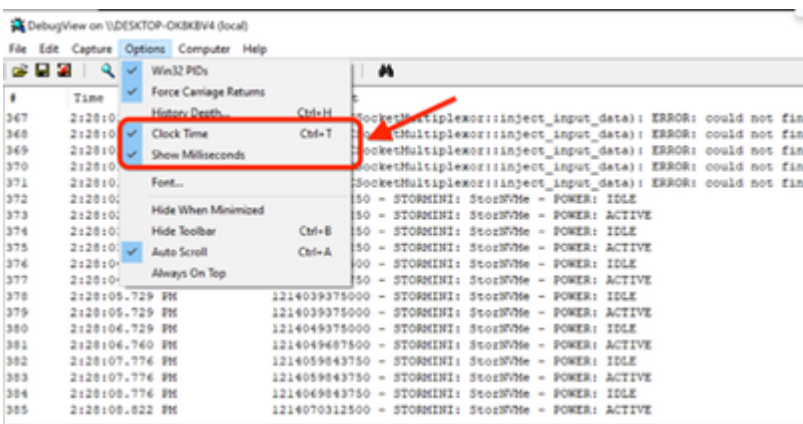 DebugView on \\DESKTOP-OK8KBV4 (local)
File Edit Capture Options Computer Help
Win32 PIDs
# Time Force Carriage Returns
367 2:28:0 History Depth... Ctrl+H SocketMultiplexor::inject_input_data): ERROR: could not fin
368 2:28:0 Clock Time Ctrl+T SocketMultiplexor::inject_input_data): ERROR: could not fin
369 2:28:0 Show Milliseconds SocketMultiplexor::inject_input_data): ERROR: could not fin
370 2:28:0 SocketMultiplexor::inject_input_data): ERROR: could not fin
371 2:28:0 Font... SocketMultiplexor::inject_input_data): ERROR: could not fin
372 2:28:0 50 - STORMINI: StorNVMe - POWER: IDLE
373 2:28:0 Hide When Minimized 50 - STORMINI: StorNVMe - POWER: ACTIVE
374 2:28:0 Hide Toolbar Ctrl+B 50 - STORMINI: StorNVMe - POWER: IDLE
375 2:28:0 Auto Scroll Ctrl+A 50 - STORMINI: StorNVMe - POWER: ACTIVE
376 2:28:0 00 - STORMINI: StorNVMe - POWER: IDLE
377 2:28:0 Always On Top 50 - STORMINI: StorNVMe - POWER: ACTIVE
378 2:28:05.729 PM 1214039375000 - STORMINI: StorNVMe - POWER: IDLE
379 2:28:05.729 PM 1214039375000 - STORMINI: StorNVMe - POWER: ACTIVE
380 2:28:06.729 PM 1214049375000 - STORMINI: StorNVMe - POWER: IDLE
381 2:28:06.760 PM 1214049687500 - STORMINI: StorNVMe - POWER: ACTIVE
382 2:28:07.776 PM 1214059843750 - STORMINI: StorNVMe - POWER: IDLE
383 2:28:07.776 PM 1214059843750 - STORMINI: StorNVMe - POWER: ACTIVE
384 2:28:08.776 PM 1214069843750 - STORMINI: StorNVMe - POWER: IDLE
385 2:28:08.822 PM 1214070312500 - STORMINI: StorNVMe - POWER: ACTIVE